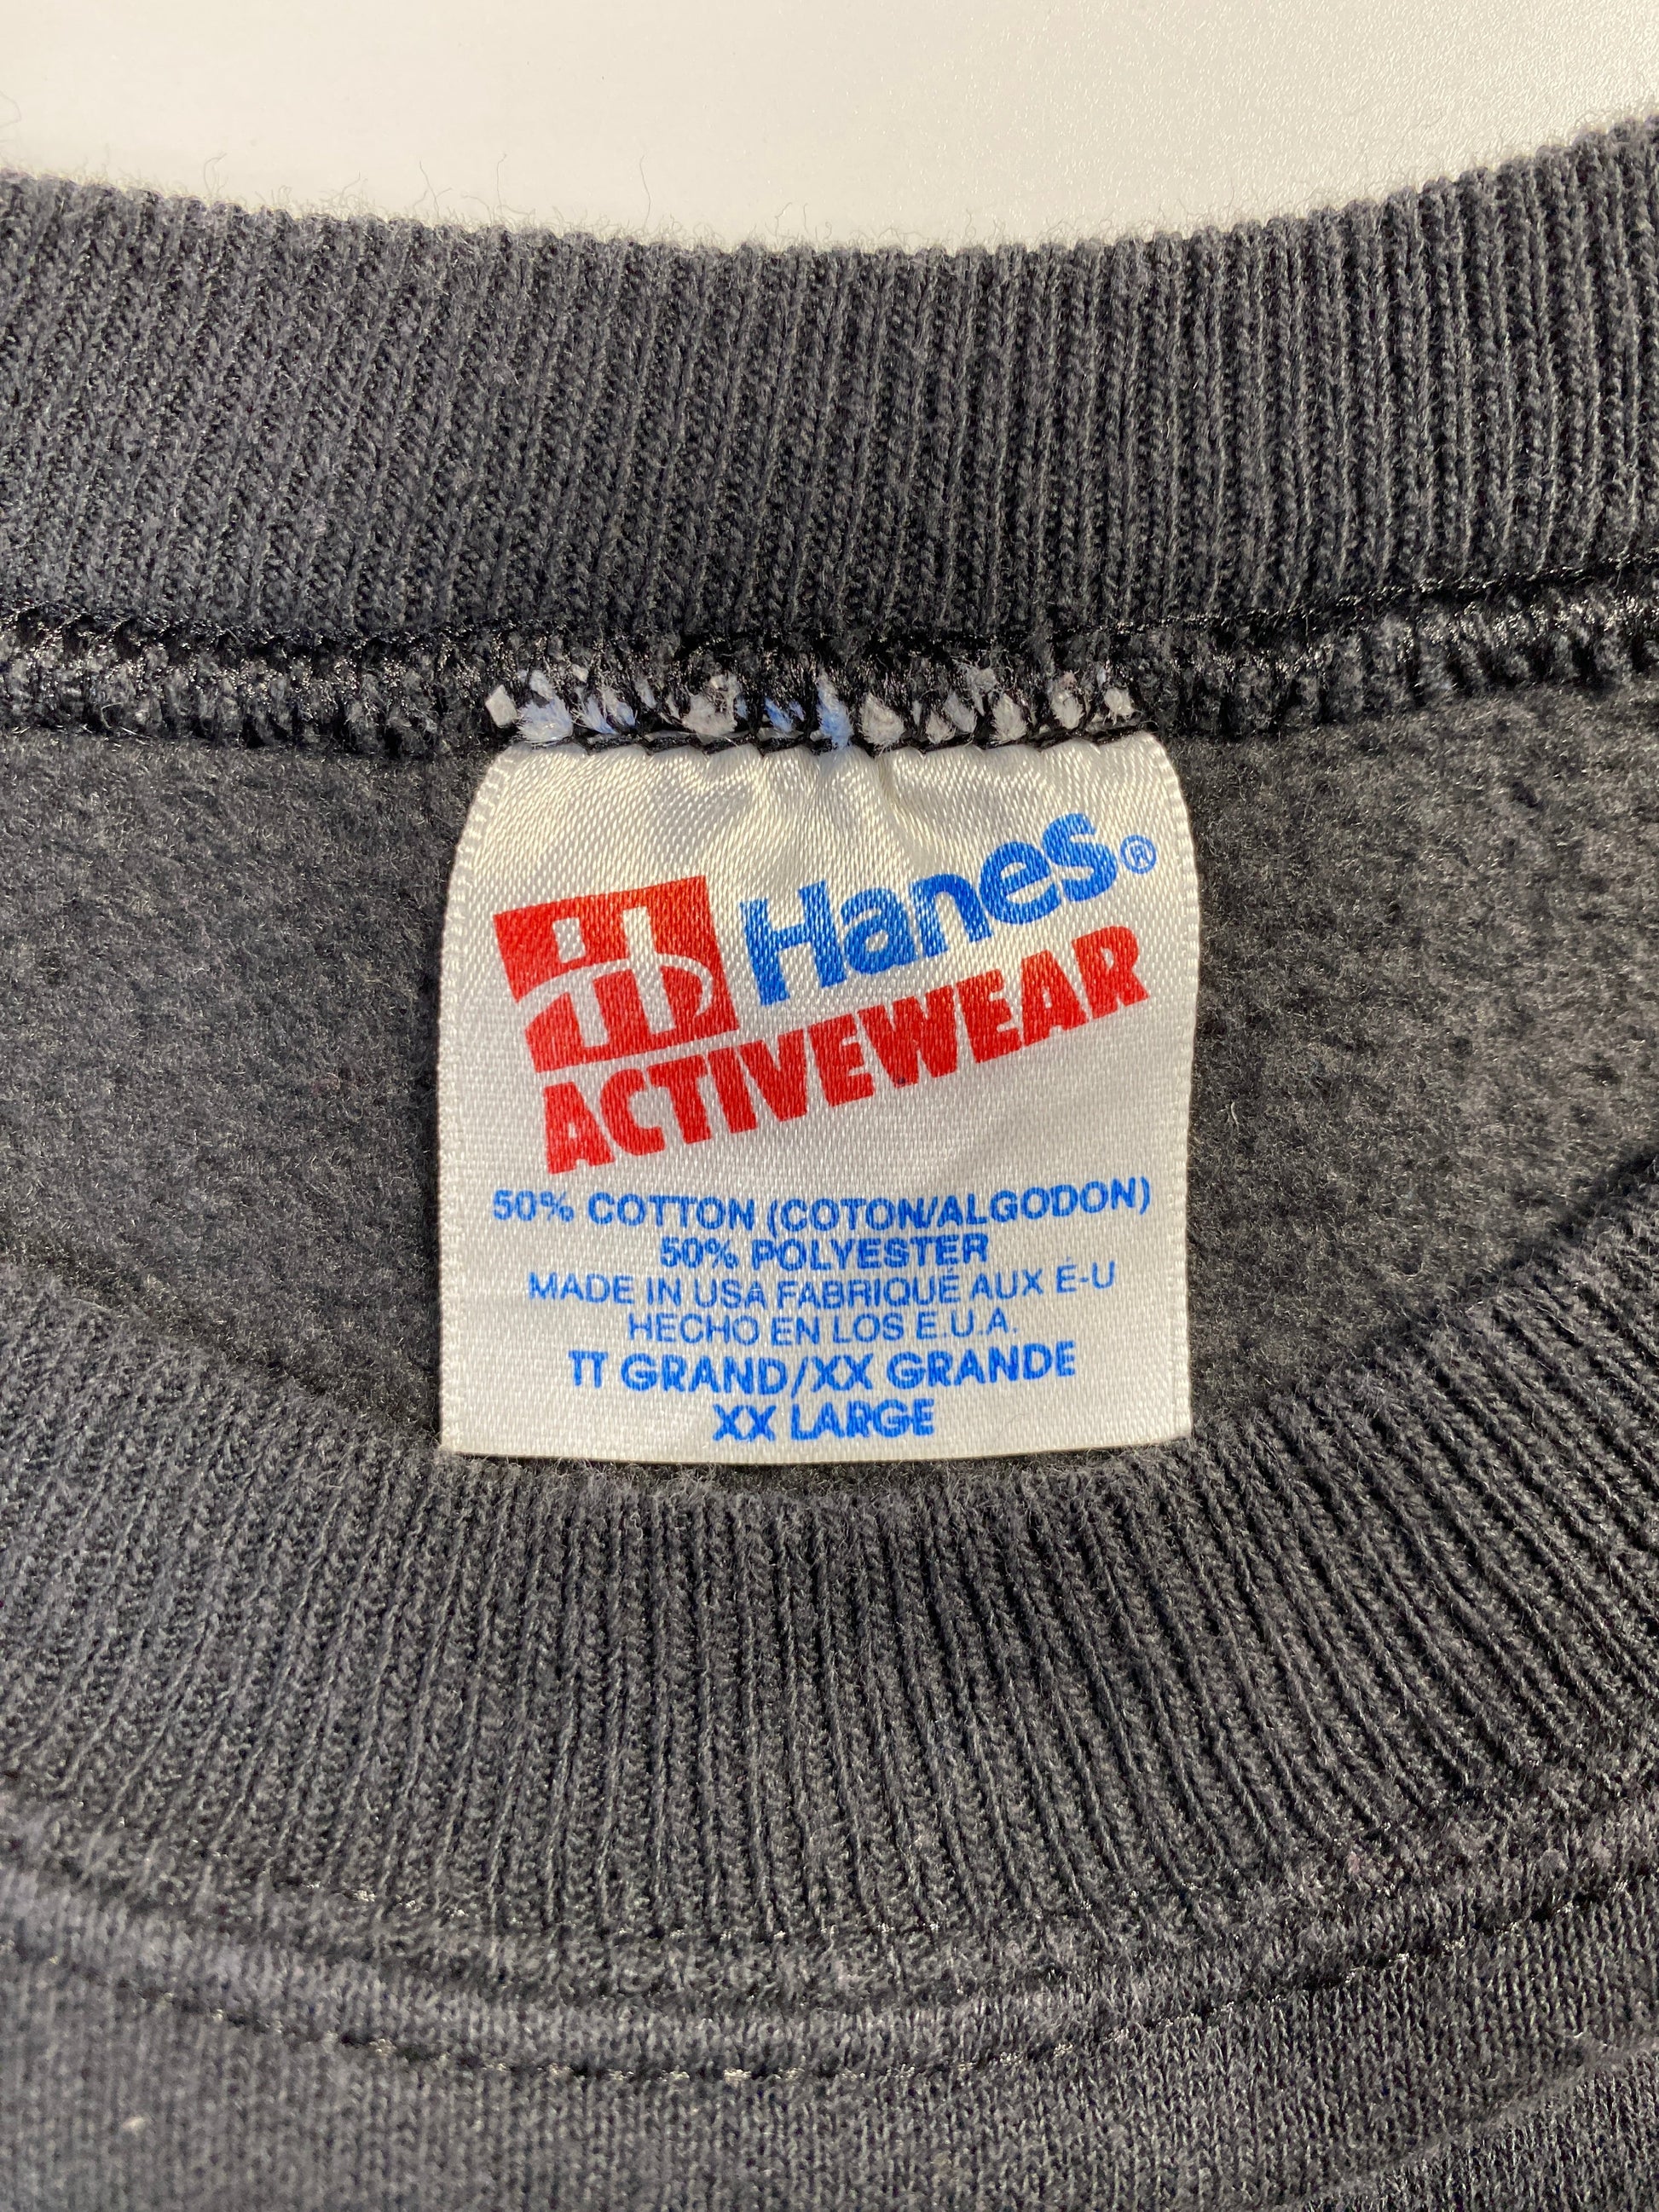 Hanes®
ACTIVEWEAR
50% COTTON (COTON/ALGODON)
50% POLYESTER
MADE IN USA FABRIQUÉ AUX É-U
HECHO EN LOS E.U.A.
TT GRAND/XX GRANDE
XX LARGE